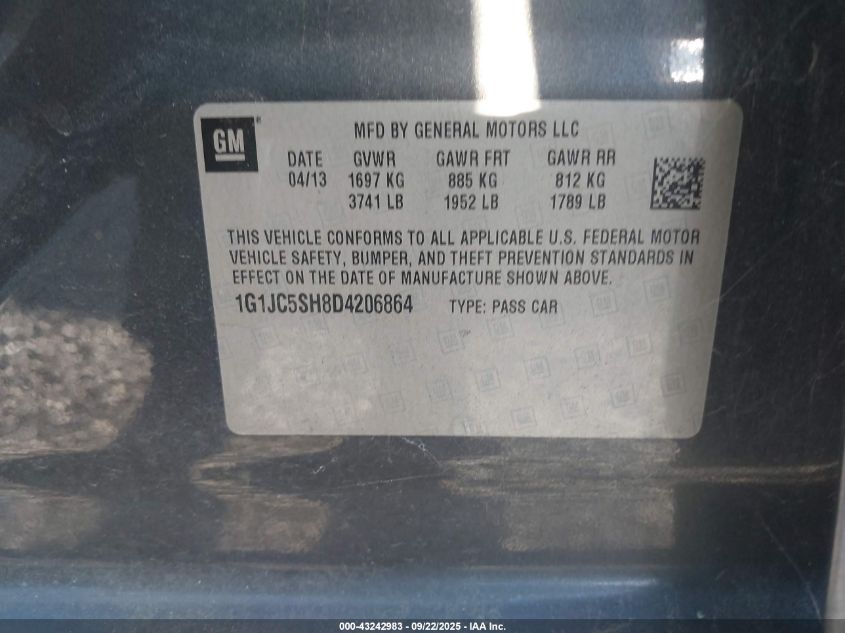 GM
MFD BY GENERAL MOTORS LLC
DATE GVWR GAWR FRT GAWR RR
04/13 1697 KG 885 KG 812 KG
3741 LB 1952 LB 1789 LB
THIS VEHICLE CONFORMS TO ALL APPLICABLE U.S. FEDERAL MOTOR
VEHICLE SAFETY, BUMPER, AND THEFT PREVENTION STANDARDS IN
EFFECT ON THE DATE OF MANUFACTURE SHOWN ABOVE.
1G1JC5SH8D4206864 TYPE: PASS CAR
000-43242983 - 09/22/2025 - IAA Inc.